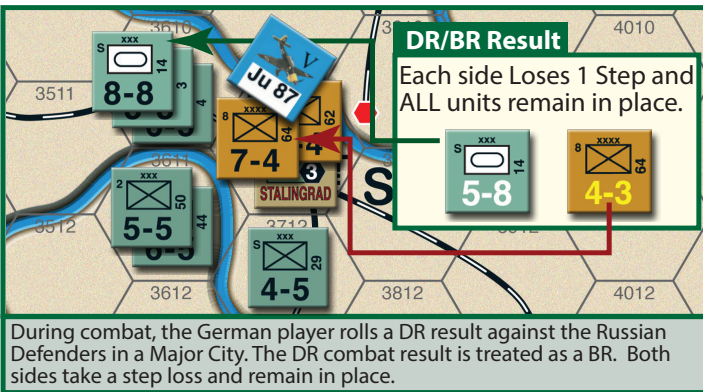 3610
4010
DR/BR Result
Each side Loses 1 Step and
ALL units remain in place.
3511
S xxx 14
8-8
3
4
V
Ju 87
8 xxxx 64
7-4
62
3
STALINGRAD
S
S xxx 14
5-8
8 xxxx 64
4-3
3611
2 xxx 50
5-5
44
3512
3712
S xxx 29
4-5
3612
3812
4012
During combat, the German player rolls a DR result against the Russian
Defenders in a Major City. The DR combat result is treated as a BR. Both
sides take a step loss and remain in place.